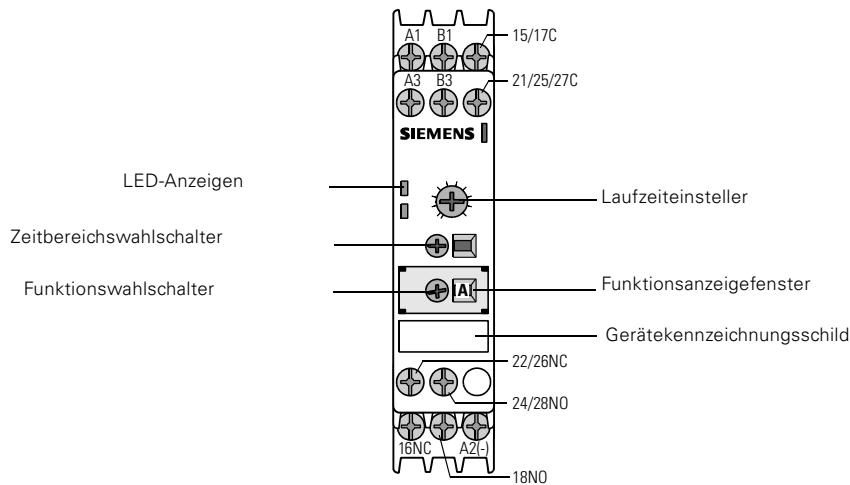 A1 B1 15/17C
A3 B3 21/25/27C
SIEMENS
LED-Anzeigen
Laufzeiteinsteller
Zeitbereichswahlschalter
Funktionswahlschalter
A
Funktionsanzeigefenster
Gerätekennzeichnungsschild
22/26NC
24/28NO
16NC A2(-)
18NO